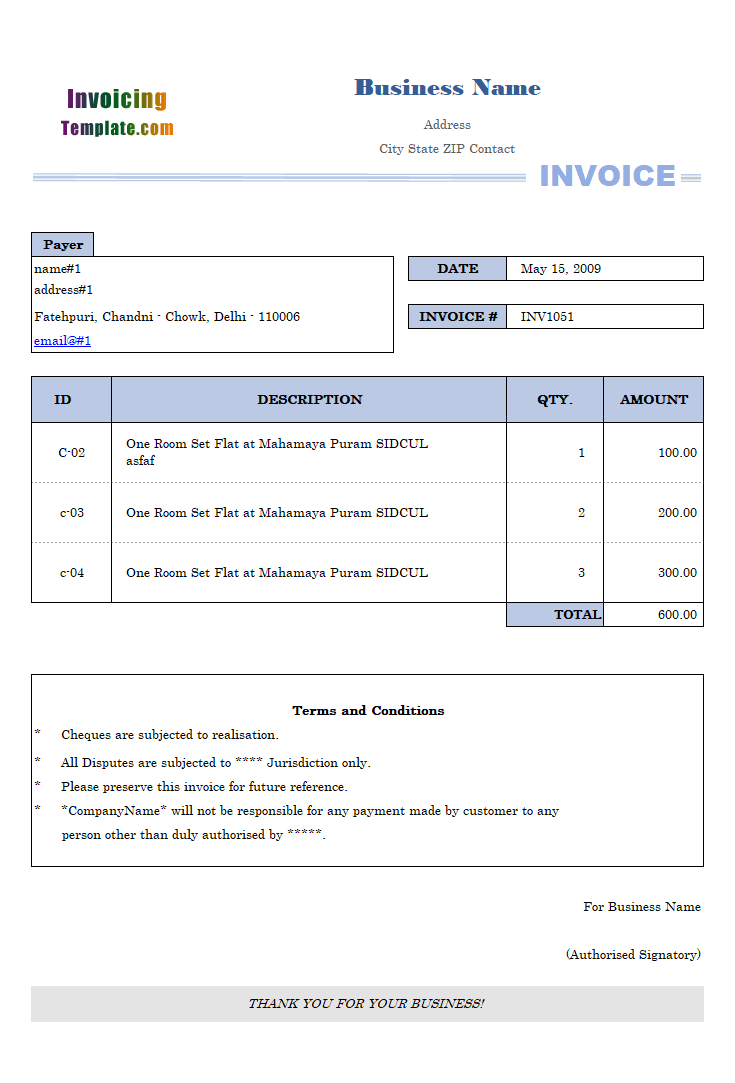 Invoicing
Template.com
Business Name
Address
City State ZIP Contact
INVOICE
Payer
name#1
address#1
Fatehpuri, Chandni - Chowk, Delhi - 110006
email@#1
DATE May 15, 2009
INVOICE # INV1051
ID DESCRIPTION QTY. AMOUNT
C-02 One Room Set Flat at Mahamaya Puram SIDCUL 1 100.00
asfaf
c-03 One Room Set Flat at Mahamaya Puram SIDCUL 2 200.00
c-04 One Room Set Flat at Mahamaya Puram SIDCUL 3 300.00
TOTAL 600.00
Terms and Conditions
* Cheques are subjected to realisation.
* All Disputes are subjected to **** Jurisdiction only.
* Please preserve this invoice for future reference.
* *CompanyName* will not be responsible for any payment made by customer to any
person other than duly authorised by *****.
For Business Name
(Authorised Signatory)
THANK YOU FOR YOUR BUSINESS!